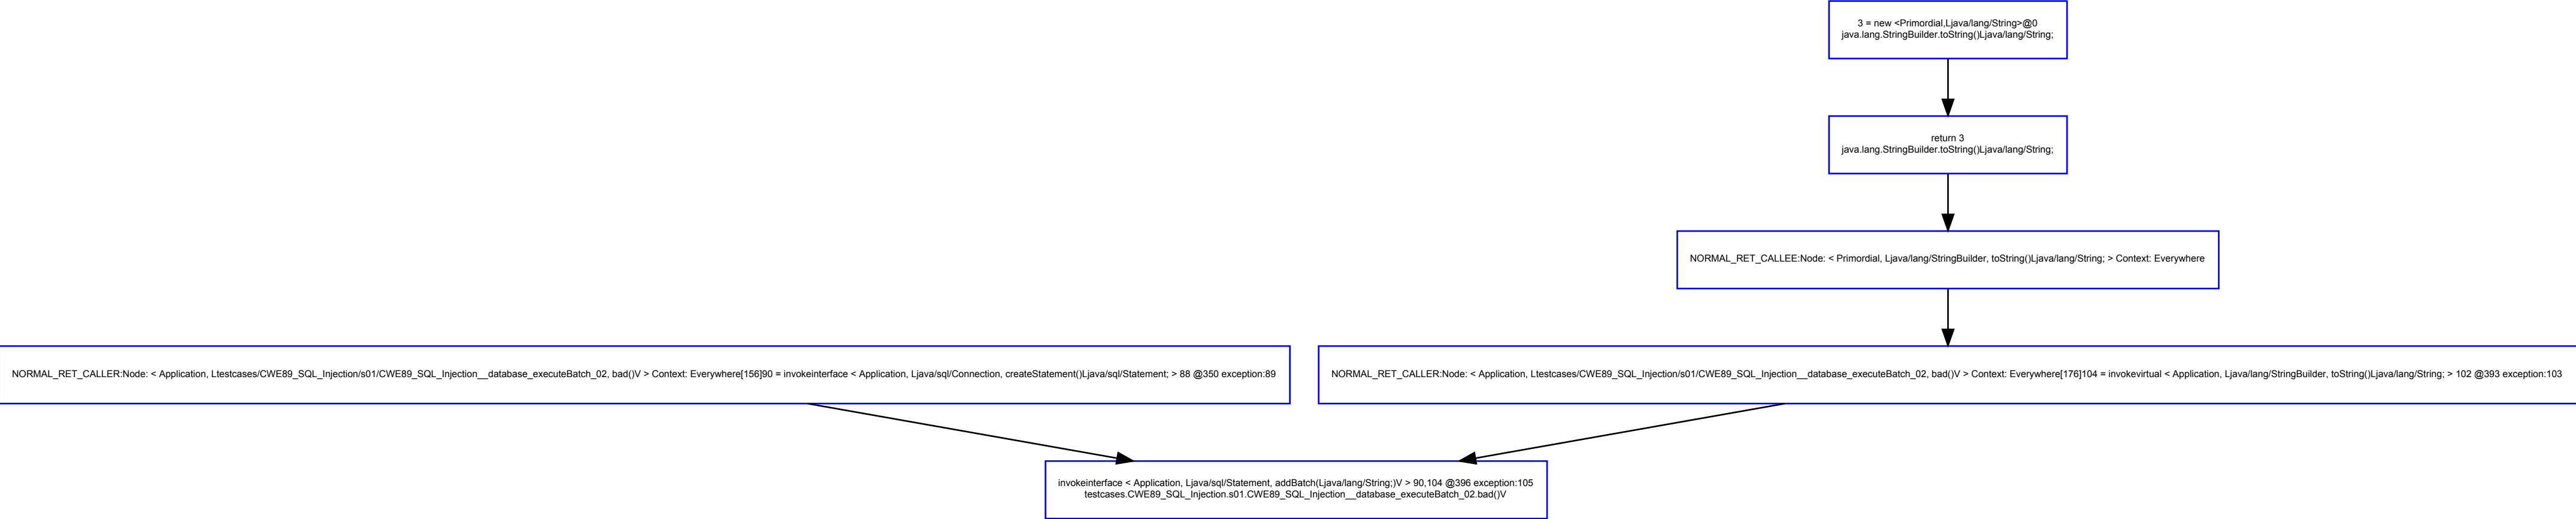 3 = new <Primordial,Ljava/lang/String>@0
java.lang.StringBuilder.toString()Ljava/lang/String;
return 3
java.lang.StringBuilder.toString()Ljava/lang/String;
NORMAL_RET_CALLEE:Node: < Primordial, Ljava/lang/StringBuilder, toString()Ljava/lang/String; > Context: Everywhere
NORMAL_RET_CALLER:Node: < Application, Ltestcases/CWE89_SQL_Injection/s01/CWE89_SQL_Injection__database_executeBatch_02, bad()V > Context: Everywhere[156]90 = invokeinterface < Application, Ljava/sql/Connection, createStatement()Ljava/sql/Statement; > 88 @350 exception:89
NORMAL_RET_CALLER:Node: < Application, Ltestcases/CWE89_SQL_Injection/s01/CWE89_SQL_Injection__database_executeBatch_02, bad()V > Context: Everywhere[176]104 = invokevirtual < Application, Ljava/lang/StringBuilder, toString()Ljava/lang/String; > 102 @393 exception:103
invokeinterface < Application, Ljava/sql/Statement, addBatch(Ljava/lang/String;)V > 90,104 @396 exception:105
testcases.CWE89_SQL_Injection.s01.CWE89_SQL_Injection__database_executeBatch_02.bad()V